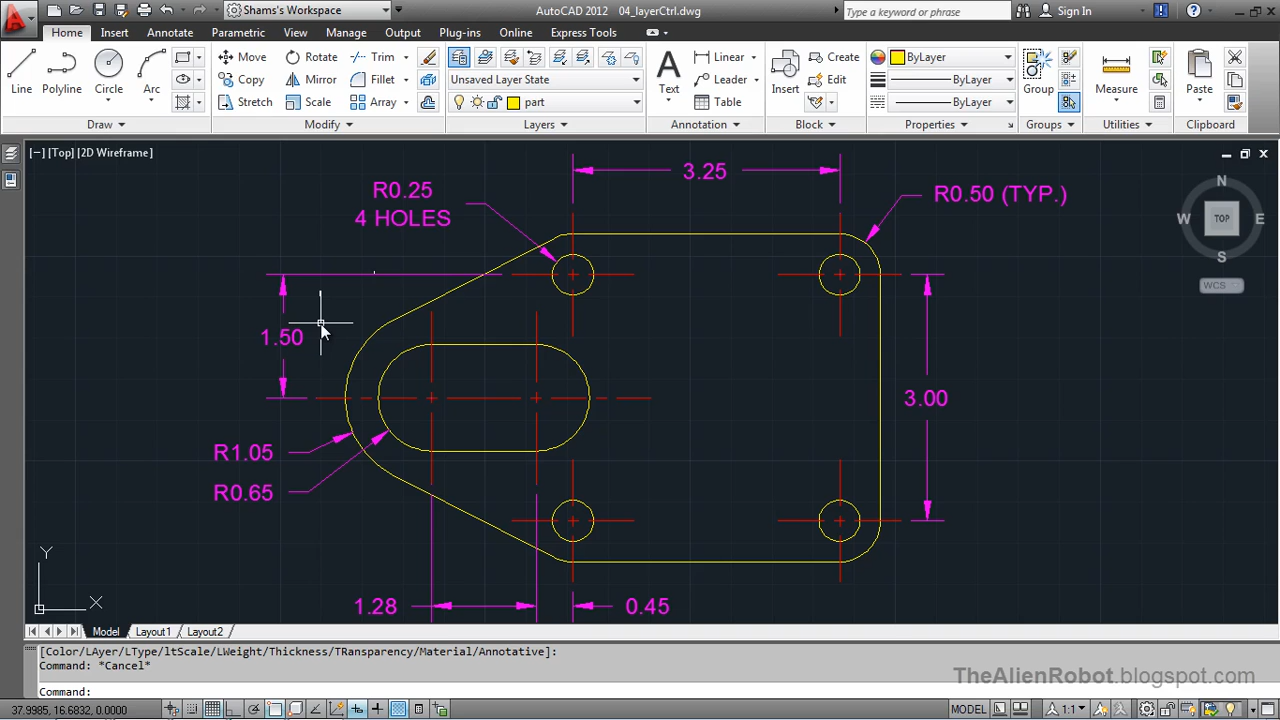 Shams's Workspace
AutoCAD 2012 04_layerCtrl.dwg
Type a keyword or phrase
Sign In
Home Insert Annotate Parametric View Manage Output Plug-ins Online Express Tools
Line
Polyline
Circle
Arc
Move
Rotate
Trim
Copy
Mirror
Fillet
Stretch
Scale
Array
Unsaved Layer State
part
Text
Linear
Leader
Table
Insert
Create
Edit
ByLayer
ByLayer
ByLayer
Group
Measure
Paste
Draw Modify Layers Annotation Block Properties Groups Utilities Clipboard
[−] [Top] [2D Wireframe]
N
W TOP E
S
WCS
3.25
R0.25
4 HOLES
R0.50 (TYP.)
1.50
3.00
R1.05
R0.65
1.28
0.45
Y
X
Model Layout1 Layout2
[Color/LAyer/LType/ltScale/LWeight/Thickness/TRansparency/Material/Annotative]:
Command: *Cancel*
Command:
TheAlienRobot.blogspot.com
37.9985, 16.6832, 0.0000
MODEL
1:1